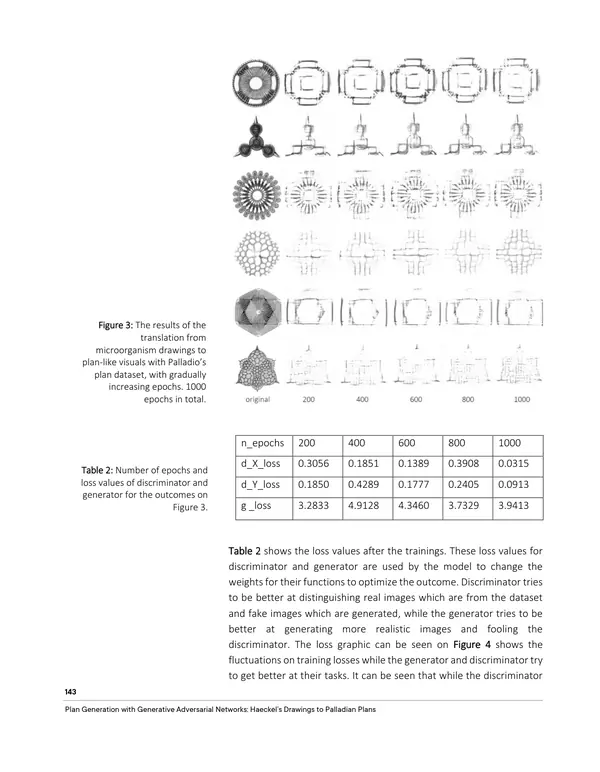 Figure 3: The results of the
translation from
microorganism drawings to
plan-like visuals with Palladio's
plan dataset, with gradually
increasing epochs. 1000
epochs in total.
original 200 400 600 800 1000
Table 2: Number of epochs and
loss values of discriminator and
generator for the outcomes on
Figure 3.
n_epochs 200 400 600 800 1000
d_X_loss 0.3056 0.1851 0.1389 0.3908 0.0315
d_Y_loss 0.1850 0.4289 0.1777 0.2405 0.0913
g _loss 3.2833 4.9128 4.3460 3.7329 3.9413
Table 2 shows the loss values after the trainings. These loss values for
discriminator and generator are used by the model to change the
weights for their functions to optimize the outcome. Discriminator tries
to be better at distinguishing real images which are from the dataset
and fake images which are generated, while the generator tries to be
better at generating more realistic images and fooling the
discriminator. The loss graphic can be seen on Figure 4 shows the
fluctuations on training losses while the generator and discriminator try
to get better at their tasks. It can be seen that while the discriminator
143
Plan Generation with Generative Adversarial Networks: Haeckel's Drawings to Palladian Plans